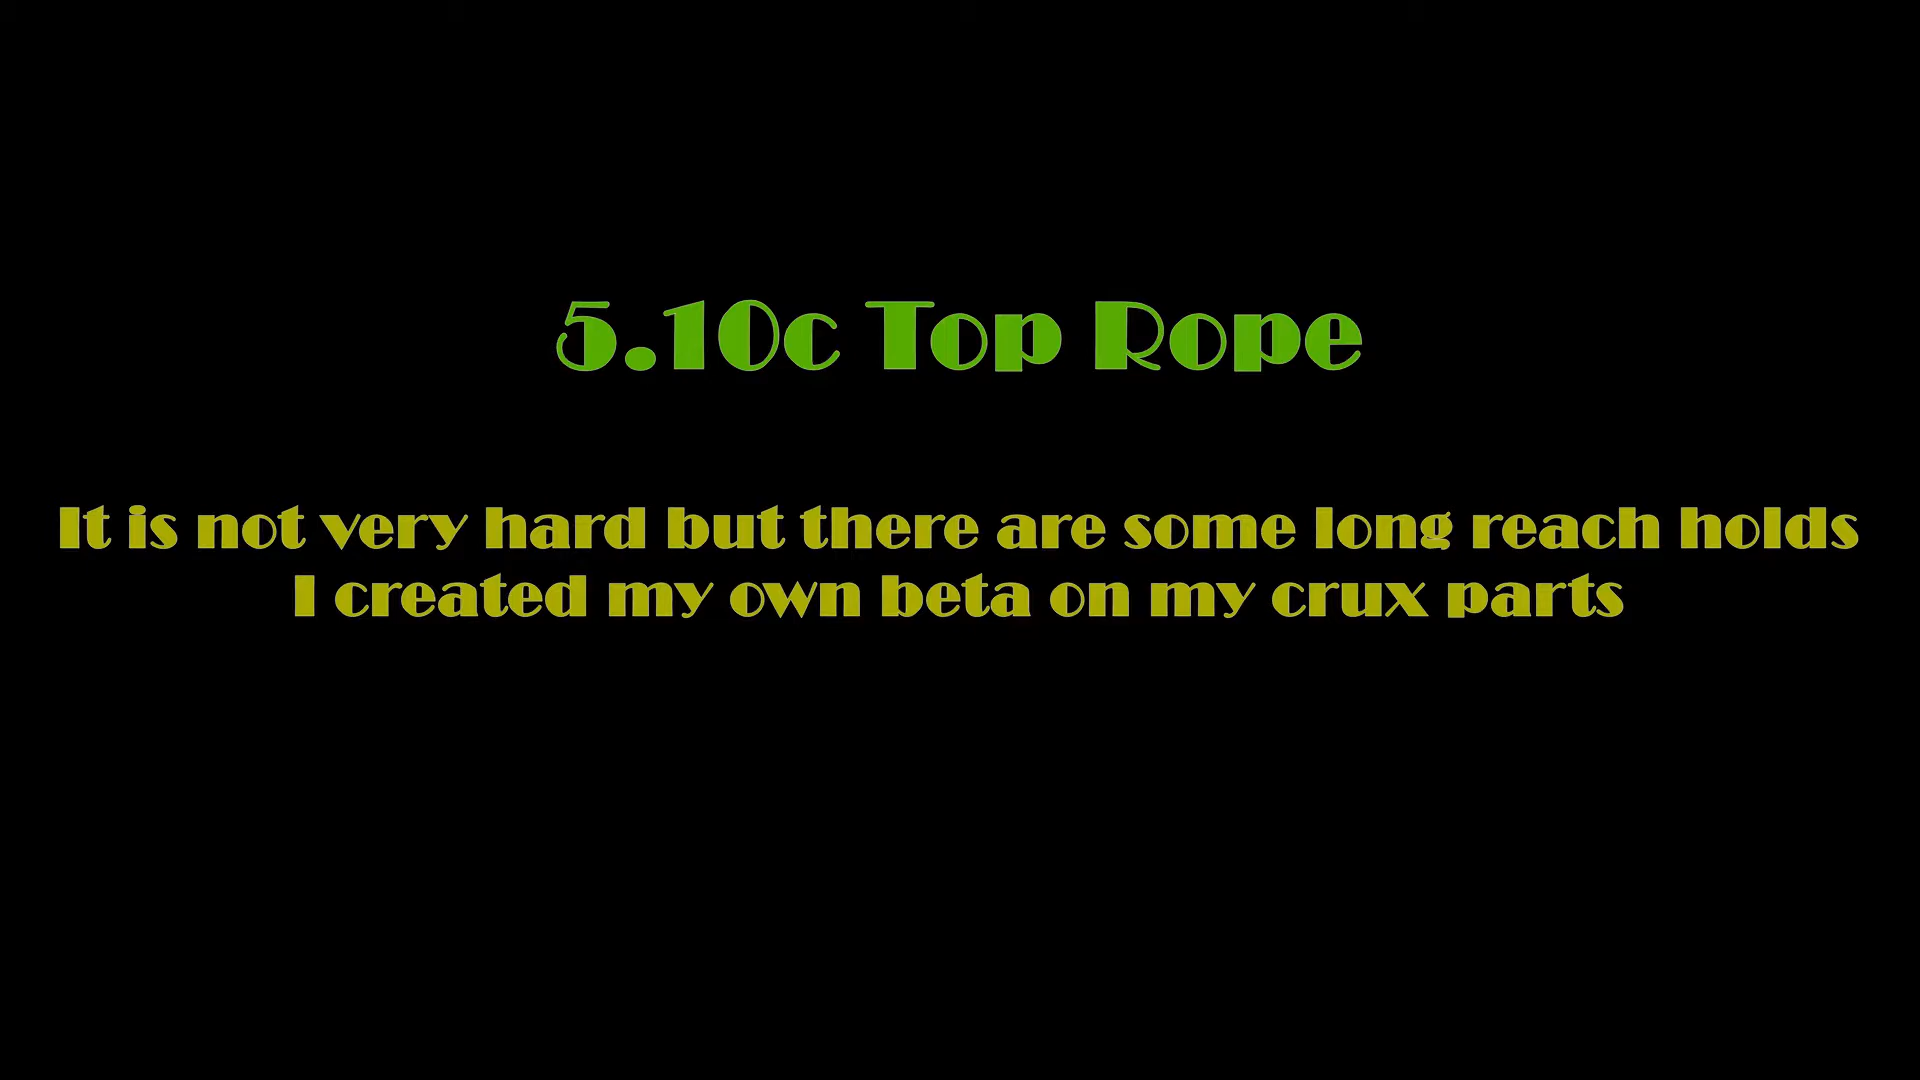 5.10c Top Rope
It is not very hard but there are some long reach holds
I created my own beta on my crux parts